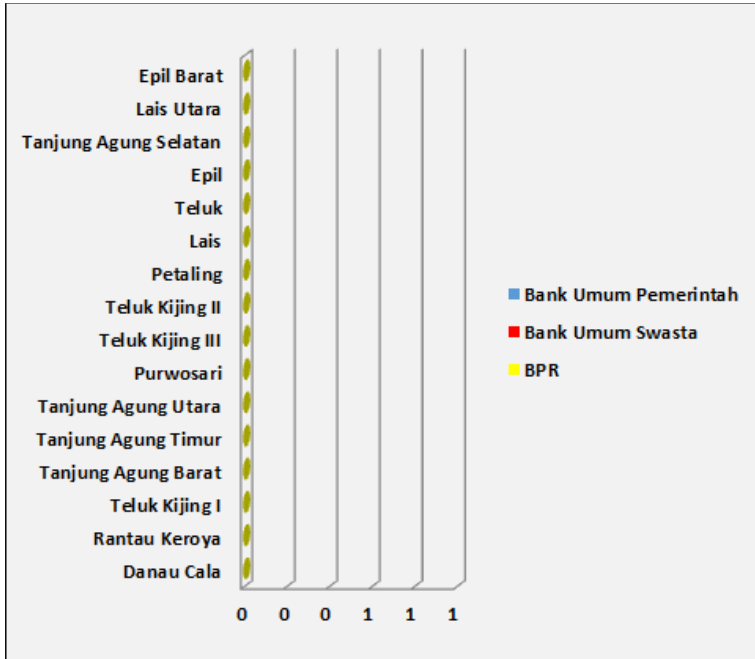 Epil Barat
Lais Utara
Tanjung Agung Selatan
Epil
Teluk
Lais
Petaling
Teluk Kijing II
Teluk Kijing III
Purwosari
Tanjung Agung Utara
Tanjung Agung Timur
Tanjung Agung Barat
Teluk Kijing I
Rantau Keroya
Danau Cala
0 0 0 1 1 1
Bank Umum Pemerintah
Bank Umum Swasta
BPR